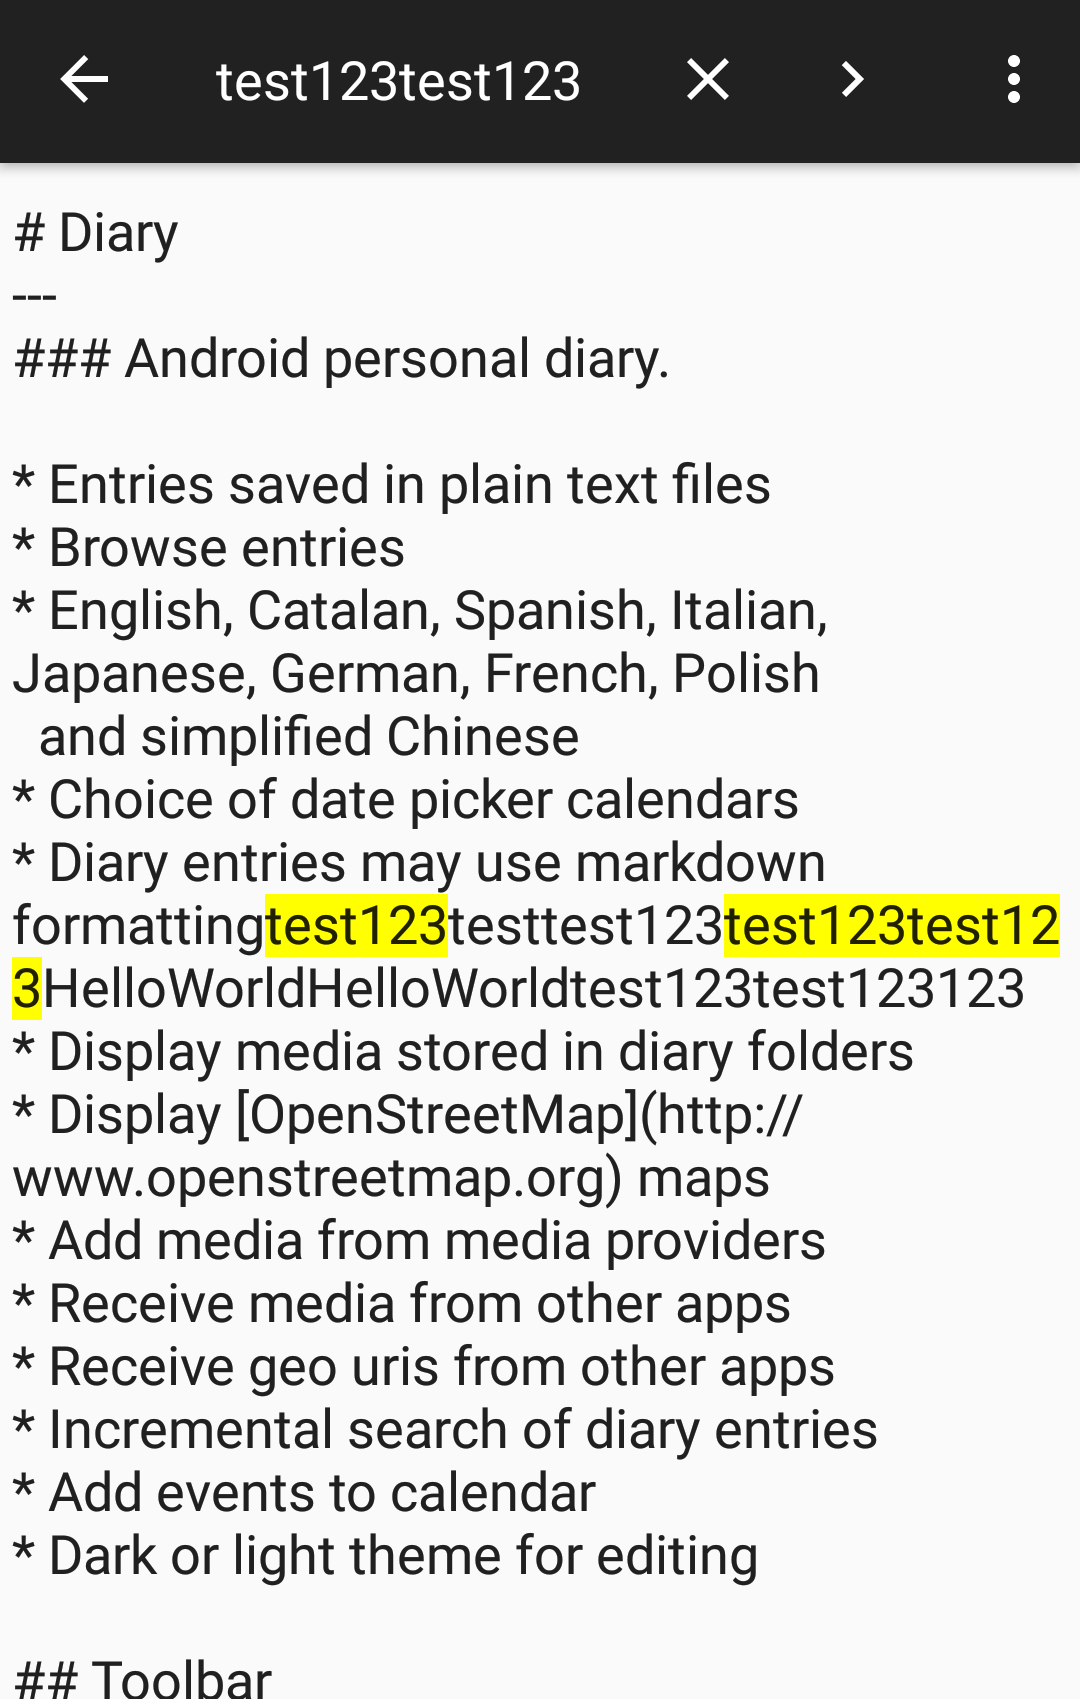 test123test123
# Diary
---
### Android personal diary.
* Entries saved in plain text files
* Browse entries
* English, Catalan, Spanish, Italian,
Japanese, German, French, Polish
and simplified Chinese
* Choice of date picker calendars
* Diary entries may use markdown
formattingtest123testtest123test123test12
3HelloWorldHelloWorldtest123test123123
* Display media stored in diary folders
* Display [OpenStreetMap](http://
www.openstreetmap.org) maps
* Add media from media providers
* Receive media from other apps
* Receive geo uris from other apps
* Incremental search of diary entries
* Add events to calendar
* Dark or light theme for editing
## Toolbar